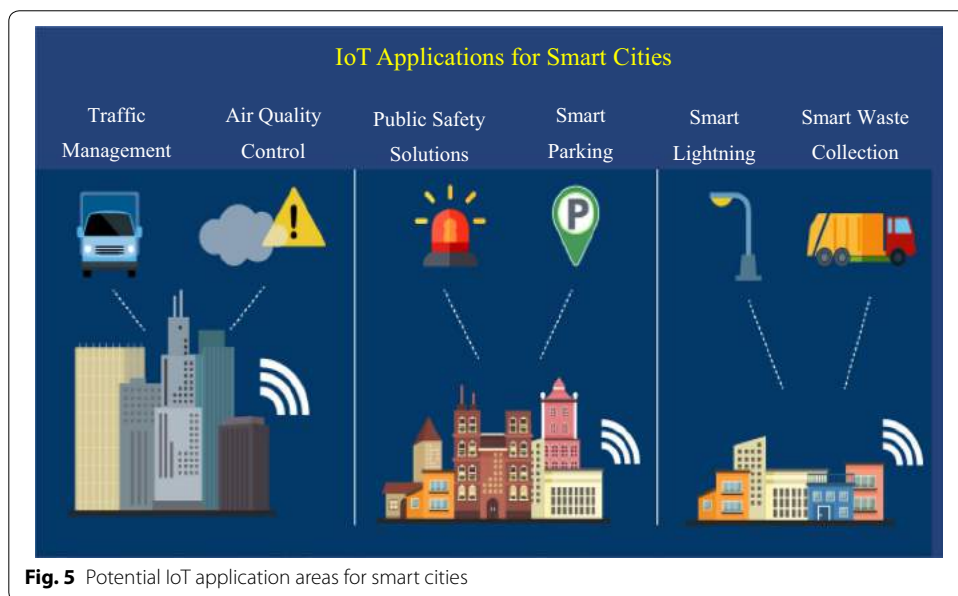 IoT Applications for Smart Cities
Traffic
Management
Air Quality
Control
Public Safety
Solutions
Smart
Parking
Smart
Lightning
Smart Waste
Collection
P
Fig. 5 Potential IoT application areas for smart cities